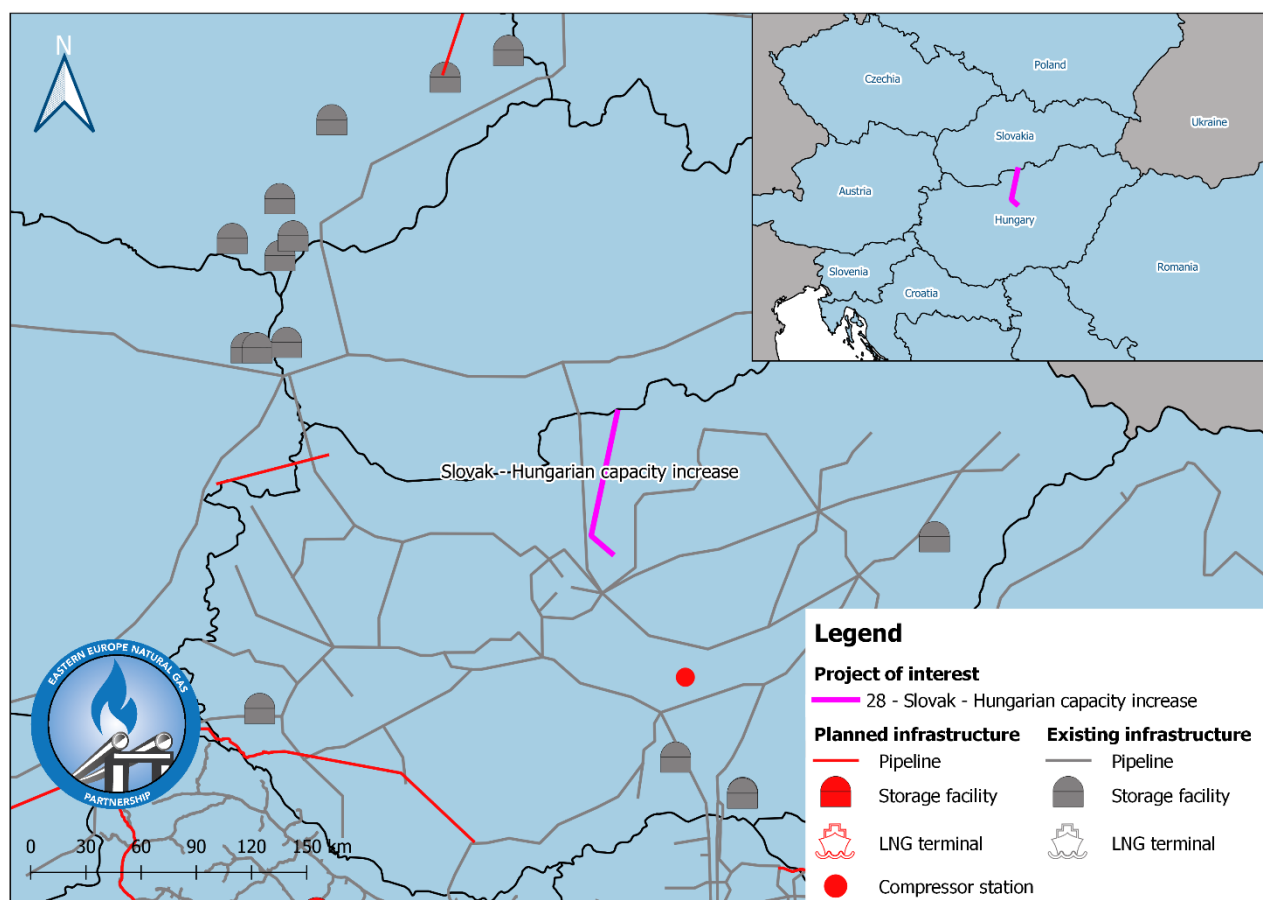 N
Czechia
Poland
Ukraine
Slovakia
Austria
Hungary
Romania
Slovenia
Croatia
Slovak - Hungarian capacity increase
EASTERN EUROPE NATURAL GAS
PARTNERSHIP
0 30 60 90 120 150 km
Legend
Project of interest
28 - Slovak - Hungarian capacity increase
Planned infrastructure
Pipeline
Storage facility
LNG terminal
Compressor station
Existing infrastructure
Pipeline
Storage facility
LNG terminal